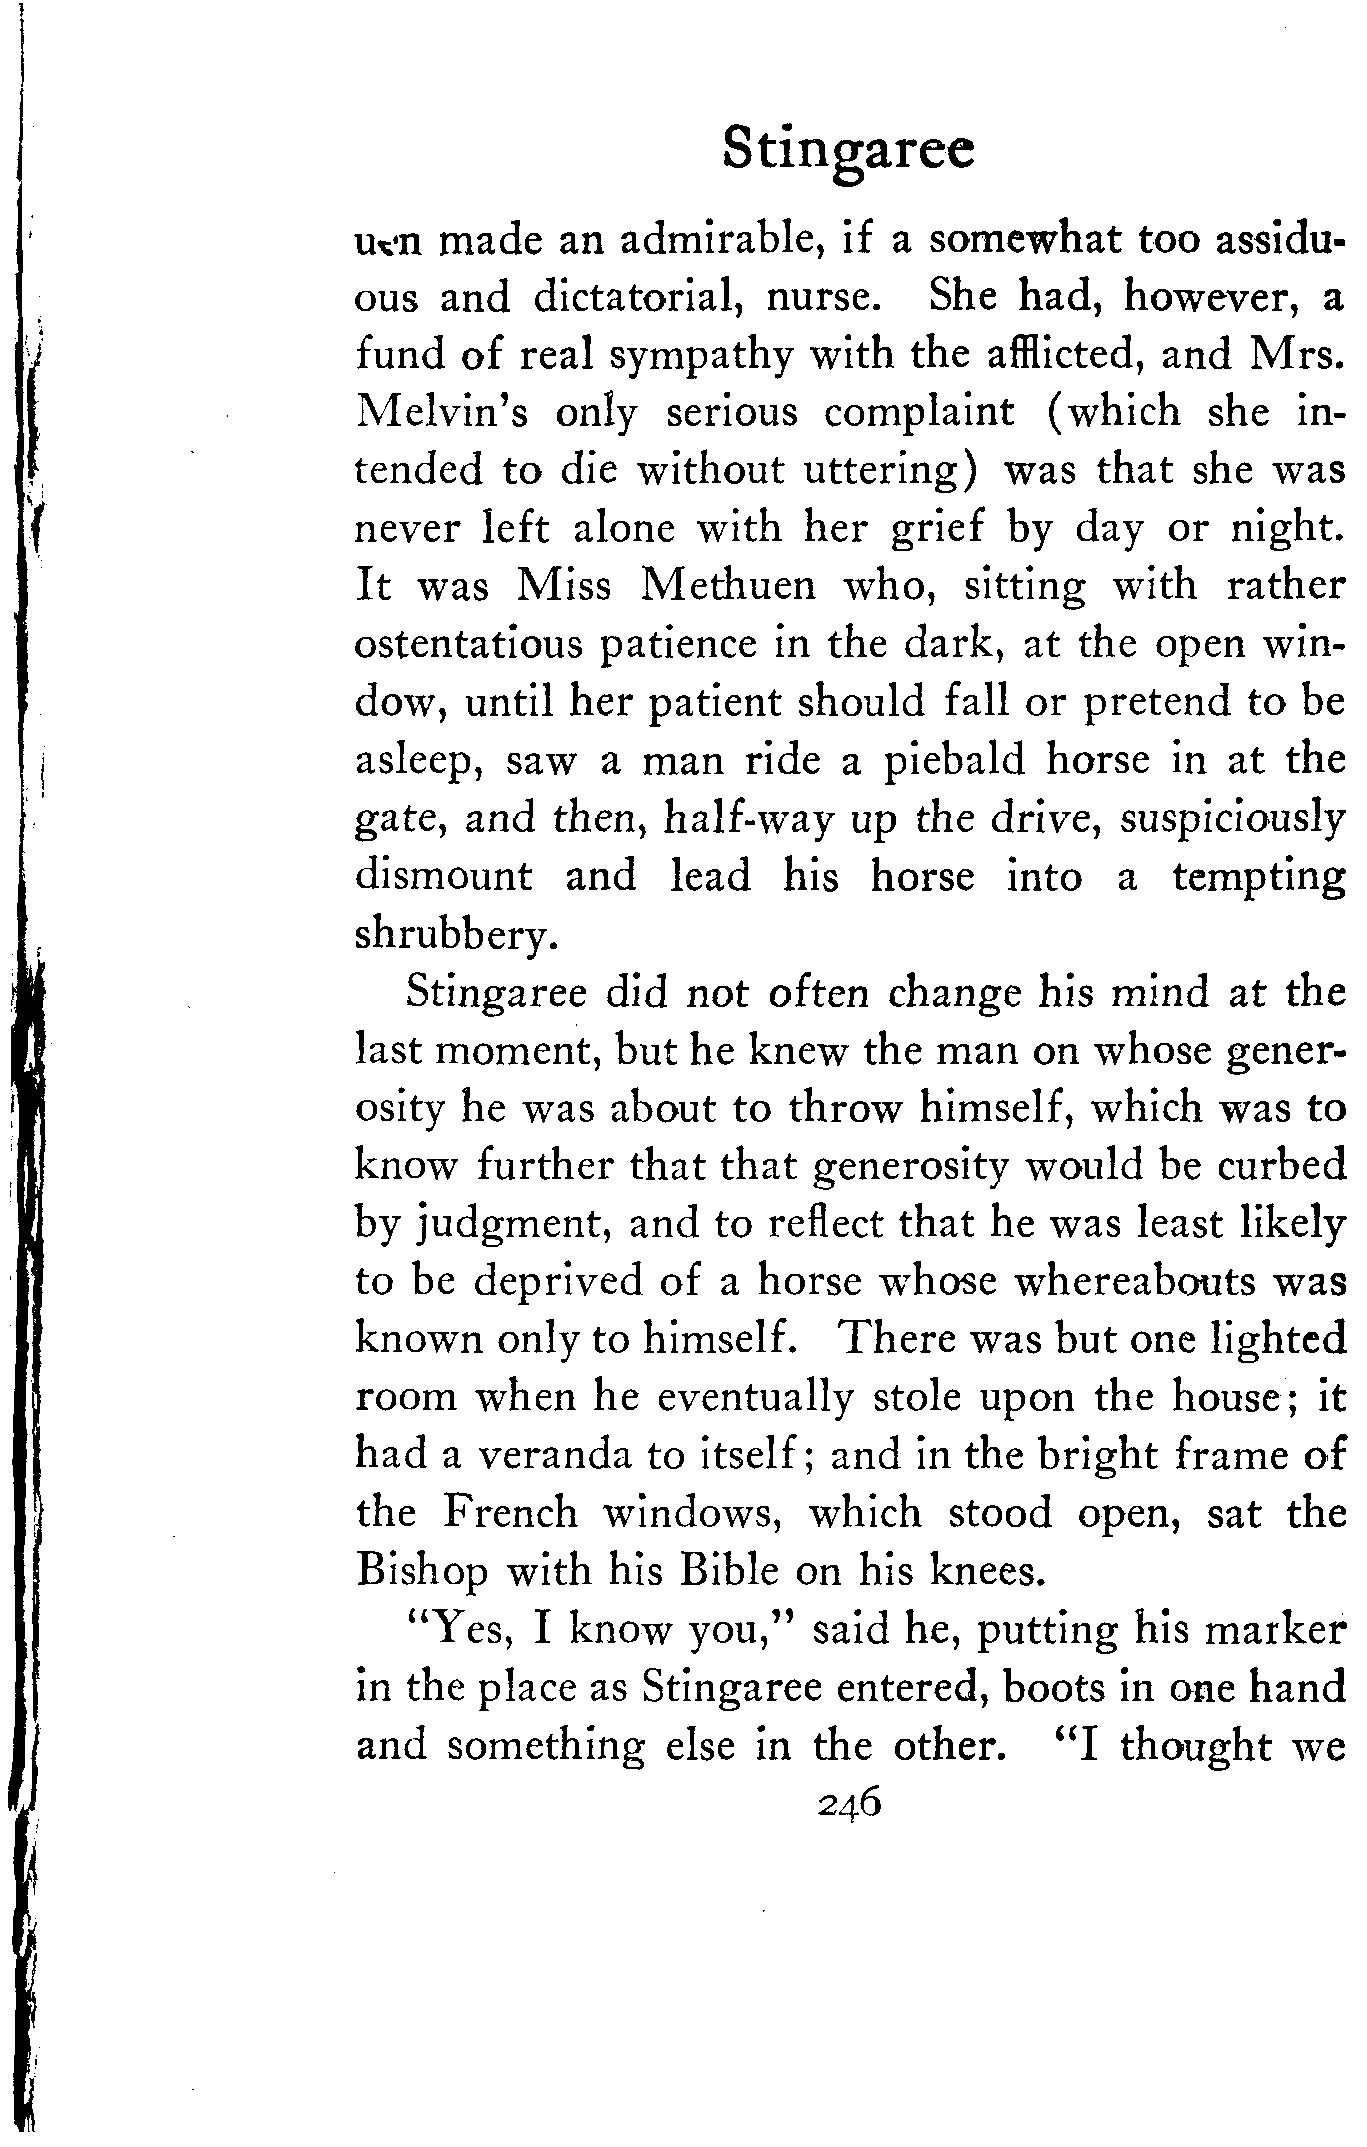 Stingaree
uen made an admirable, if a somewhat too assidu-
ous and dictatorial, nurse. She had, however, a
fund of real sympathy with the afflicted, and Mrs.
Melvin's only serious complaint (which she in-
tended to die without uttering) was that she was
never left alone with her grief by day or night.
It was Miss Methuen who, sitting with rather
ostentatious patience in the dark, at the open win-
dow, until her patient should fall or pretend to be
asleep, saw a man ride a piebald horse in at the
gate, and then, half-way up the drive, suspiciously
dismount and lead his horse into a tempting
shrubbery.
Stingaree did not often change his mind at the
last moment, but he knew the man on whose gener-
osity he was about to throw himself, which was to
know further that that generosity would be curbed
by judgment, and to reflect that he was least likely
to be deprived of a horse whose whereabouts was
known only to himself. There was but one lighted
room when he eventually stole upon the house; it
had a veranda to itself; and in the bright frame of
the French windows, which stood open, sat the
Bishop with his Bible on his knees.
"Yes, I know you," said he, putting his marker
in the place as Stingaree entered, boots in one hand
and something else in the other. "I thought we
246